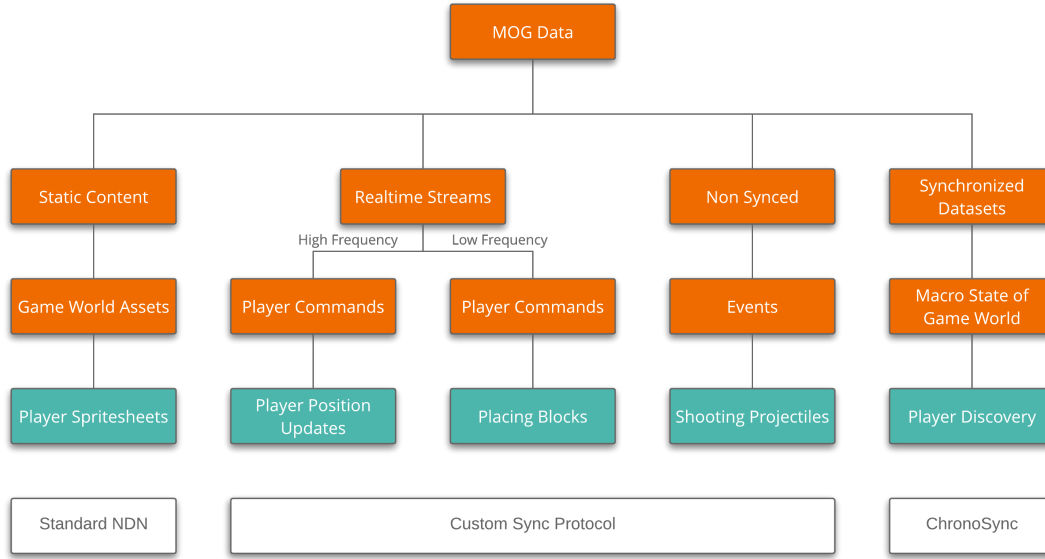 MOG Data
Static Content
Realtime Streams
Non Synced
Synchronized
Datasets
High Frequency
Low Frequency
Game World Assets
Player Commands
Player Commands
Events
Macro State of
Game World
Player Spritesheets
Player Position
Updates
Placing Blocks
Shooting Projectiles
Player Discovery
Standard NDN
Custom Sync Protocol
ChronoSync